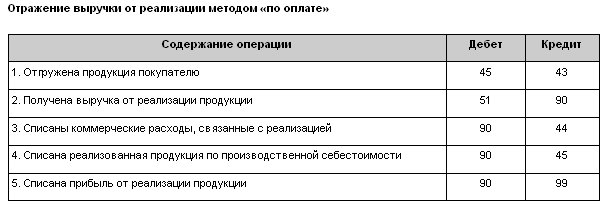 Отражение выручки от реализации методом «по оплате»
Содержание операции Дебет Кредит
1. Отгружена продукция покупателю 45 43
2. Получена выручка от реализации продукции 51 90
3. Списаны коммерческие расходы, связанные с реализацией 90 44
4. Списана реализованная продукция по производственной себестоимости 90 45
5. Списана прибыль от реализации продукции 90 99